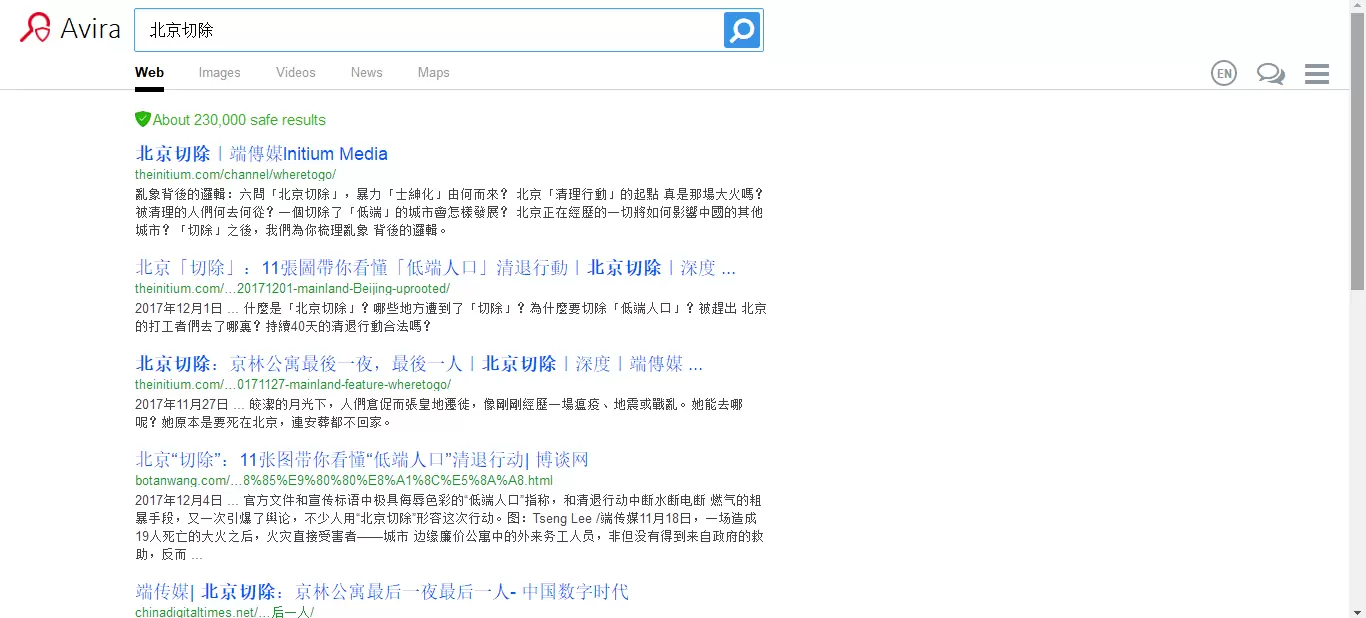 Avira
北京切除
Web Images Videos News Maps
EN
About 230,000 safe results
北京切除丨端傳媒Initium Media
theinitium.com/channel/wheretogo/
亂象背後的邏輯：六問「北京切除」，暴力「士紳化」由何而來？ 北京「清理行動」的起點 真是那場大火嗎？
被清理的人們何去何從？一個切除了「低端」的城市會怎樣發展？ 北京正在經歷的一切將如何影響中國的其他
城市？「切除」之後，我們為你梳理亂象 背後的邏輯。
北京「切除」：11張圖帶你看懂「低端人口」清退行動丨北京切除丨深度 ...
theinitium.com/…20171201-mainland-Beijing-uprooted/
2017年12月1日 ... 什麼是「北京切除」？哪些地方遭到了「切除」？為什麼要切除「低端人口」？被趕出 北京
的打工者們去了哪裏？持續40天的清退行動合法嗎？
北京切除：京林公寓最後一夜，最後一人丨北京切除丨深度丨端傳媒 ...
theinitium.com/…0171127-mainland-feature-wheretogo/
2017年11月27日 ... 皎潔的月光下，人們倉促而張皇地遷徙，像剛剛經歷一場瘟疫、地震或戰亂。她能去哪
呢？她原本是要死在北京，連安葬都不回家。
北京“切除”：11张图带你看懂“低端人口”清退行动| 博谈网
botanwang.com/…8%85%E9%80%80%E8%A1%8C%E5%8A%A8.html
2017年12月4日 ... 官方文件和宣传标语中极具侮辱色彩的“低端人口”指称，和清退行动中断水断电断 燃气的粗
暴手段，又一次引爆了舆论，不少人用“北京切除”形容这次行动。图：Tseng Lee /端传媒11月18日，一场造成
19人死亡的大火之后，火灾直接受害者——城市 边缘廉价公寓中的外来务工人员，非但没有得到来自政府的救
助，反而 ...
端传媒| 北京切除：京林公寓最后一夜最后一人- 中国数字时代
chinadigitaltimes.net/…后一人/